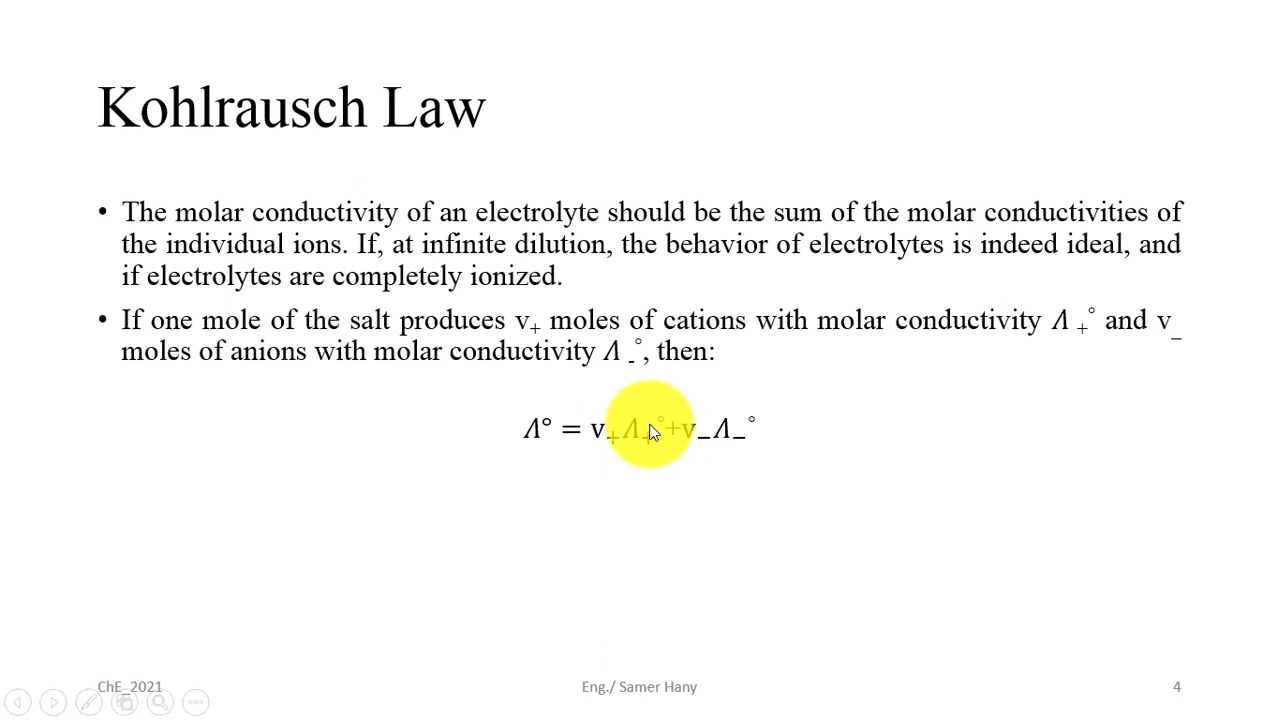 Kohlrausch Law
• The molar conductivity of an electrolyte should be the sum of the molar conductivities of
the individual ions. If, at infinite dilution, the behavior of electrolytes is indeed ideal, and
if electrolytes are completely ionized.
• If one mole of the salt produces v₊ moles of cations with molar conductivity Λ ₊° and v_
moles of anions with molar conductivity Λ ₋°, then:
Λ° = v₊Λ₊°+v₋Λ₋°
ChE_2021
Eng./ Samer Hany
4